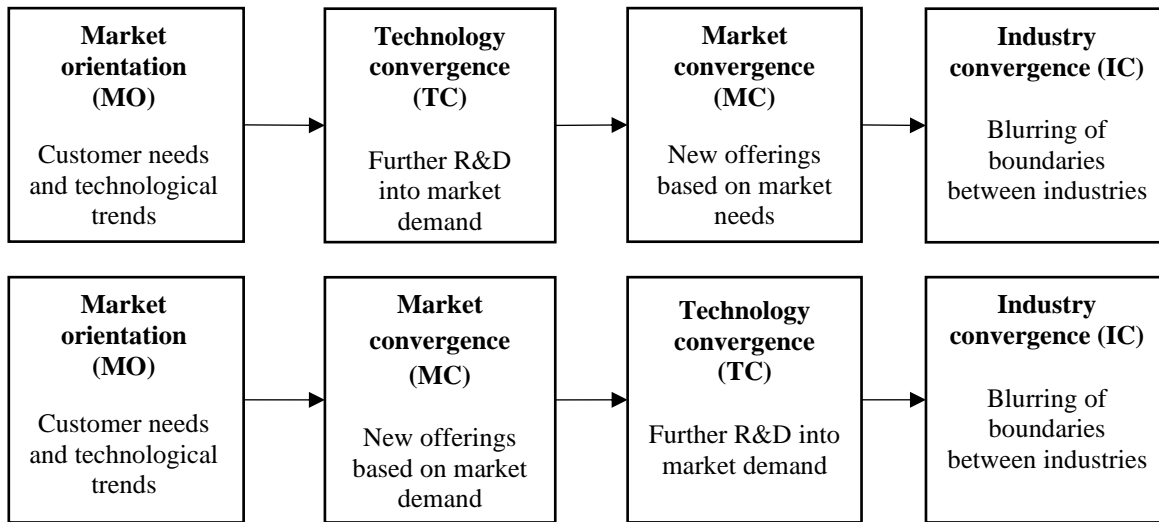 Market
orientation
(MO)
Customer needs
and technological
trends
Technology
convergence
(TC)
Further R&D
into market
demand
Market
convergence
(MC)
New offerings
based on market
needs
Industry
convergence (IC)
Blurring of
boundaries
between industries
Market
orientation
(MO)
Customer needs
and technological
trends
Market
convergence
(MC)
New offerings
based on market
demand
Technology
convergence
(TC)
Further R&D into
market demand
Industry
convergence (IC)
Blurring of
boundaries
between industries